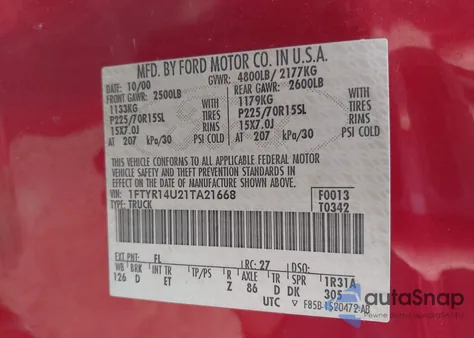 MFD. BY FORD MOTOR CO. IN U.S.A.
DATE: 10/00 GVWR: 4800LB/ 2177KG
FRONT GAWR: 2500LB REAR GAWR: 2600LB
1133KG WITH 1179KG WITH
P225/70R15SL TIRES P225/70R15SL TIRES
15X7.0J RIMS 15X7.0J RIMS
AT 207 kPa/30 PSI COLD AT 207 kPa/30 PSI COLD
THIS VEHICLE CONFORMS TO ALL APPLICABLE FEDERAL MOTOR
VEHICLE SAFETY AND THEFT PREVENTION STANDARDS IN
EFFECT ON THE DATE OF MANUFACTURE SHOWN ABOVE.
VIN: 1FTYR14U21TA21668 F0013
TYPE: TRUCK T0342
EXT PNT: FL RC: 27 DSO:
WB BRK INT TR TP/PS R AXLE TR SPR 1R31A
126 D ET Z 86 D DK 305
UTC F85B-1520472-AB
autoSnap